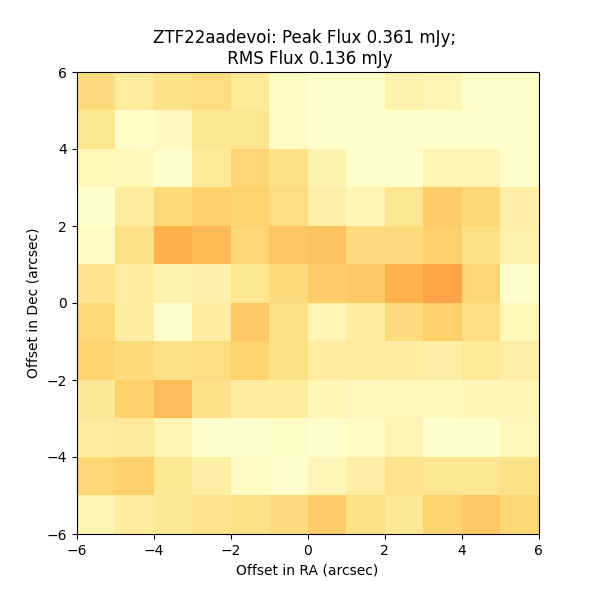 ZTF22aadevoi: Peak Flux 0.361 mJy;
RMS Flux 0.136 mJy
6
4
2
0
−2
−4
−6
Offset in Dec (arcsec)
−6 −4 −2 0 2 4 6
Offset in RA (arcsec)